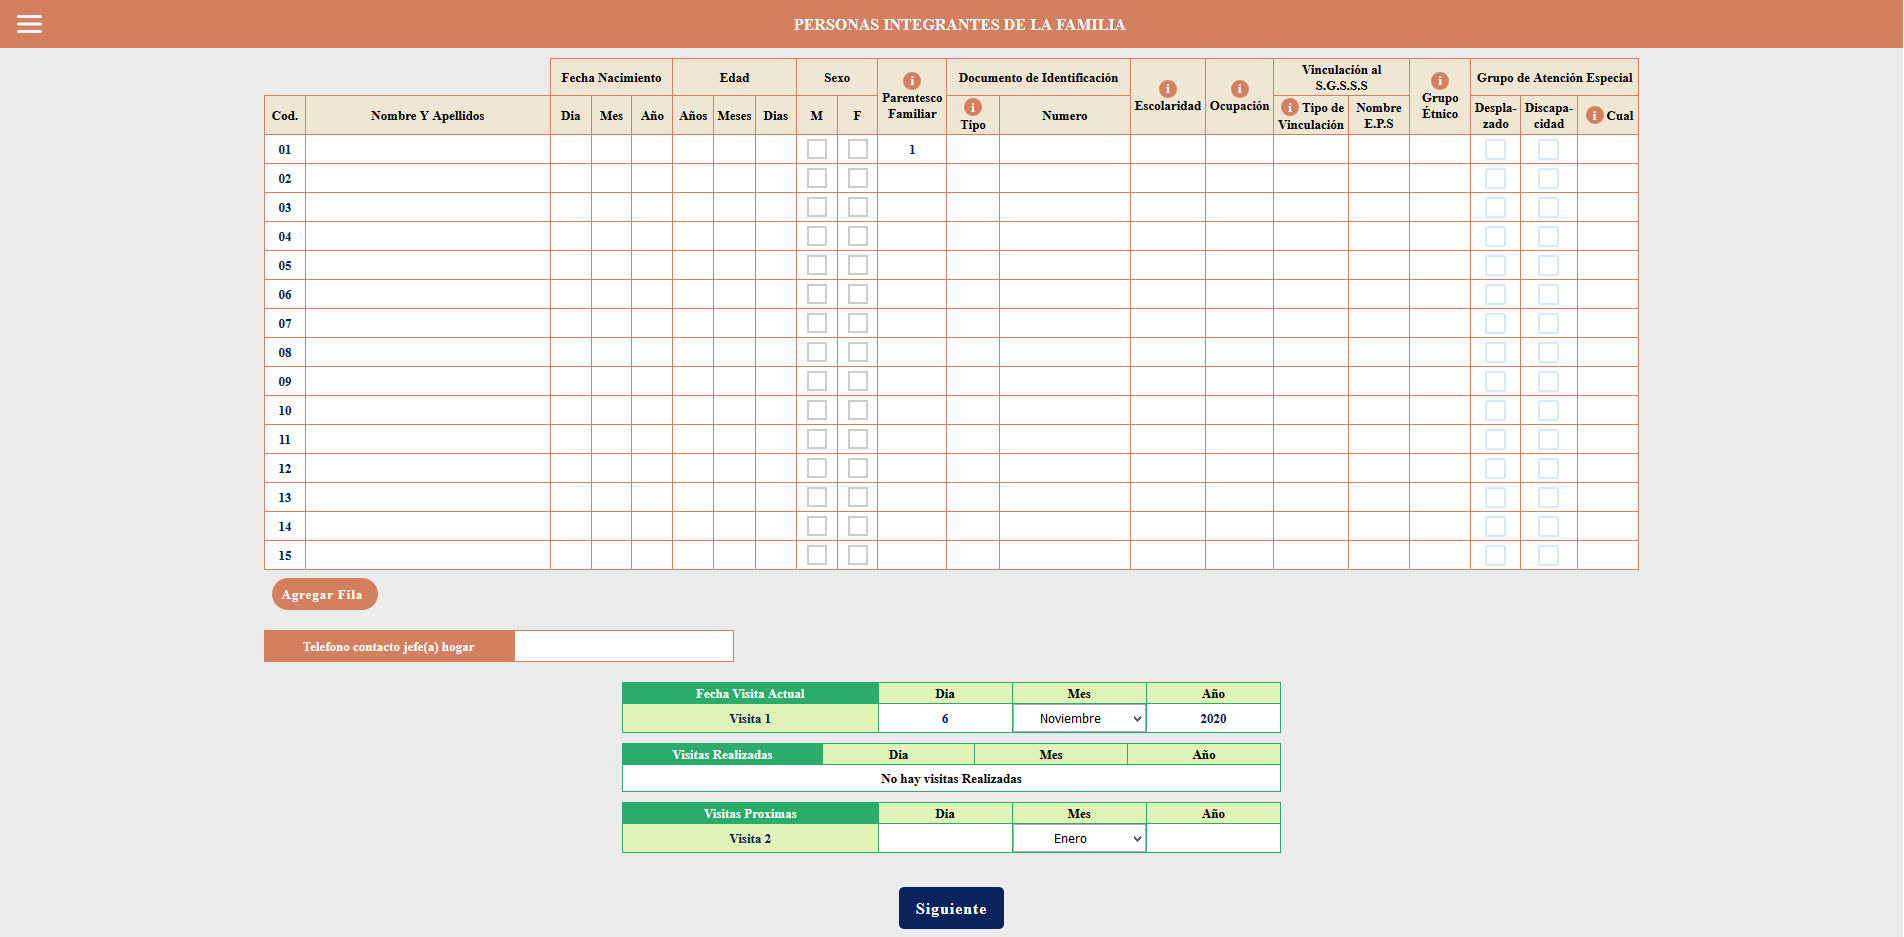 PERSONAS INTEGRANTES DE LA FAMILIA
Fecha Nacimiento Edad Sexo Parentesco Familiar Documento de Identificación Escolaridad Ocupación Vinculación al S.G.S.S.S Grupo Étnico Grupo de Atención Especial
Cod. Nombre Y Apellidos Dia Mes Año Años Meses Dias M F Tipo Numero Tipo de Vinculación Nombre E.P.S Despla-zado Discapa-cidad Cual
01 1
02
03
04
05
06
07
08
09
10
11
12
13
14
15
Agregar Fila
Telefono contacto jefe(a) hogar
Fecha Visita Actual Dia Mes Año
Visita 1 6 Noviembre 2020
Visitas Realizadas Dia Mes Año
No hay visitas Realizadas
Visitas Proximas Dia Mes Año
Visita 2 Enero
Siguiente